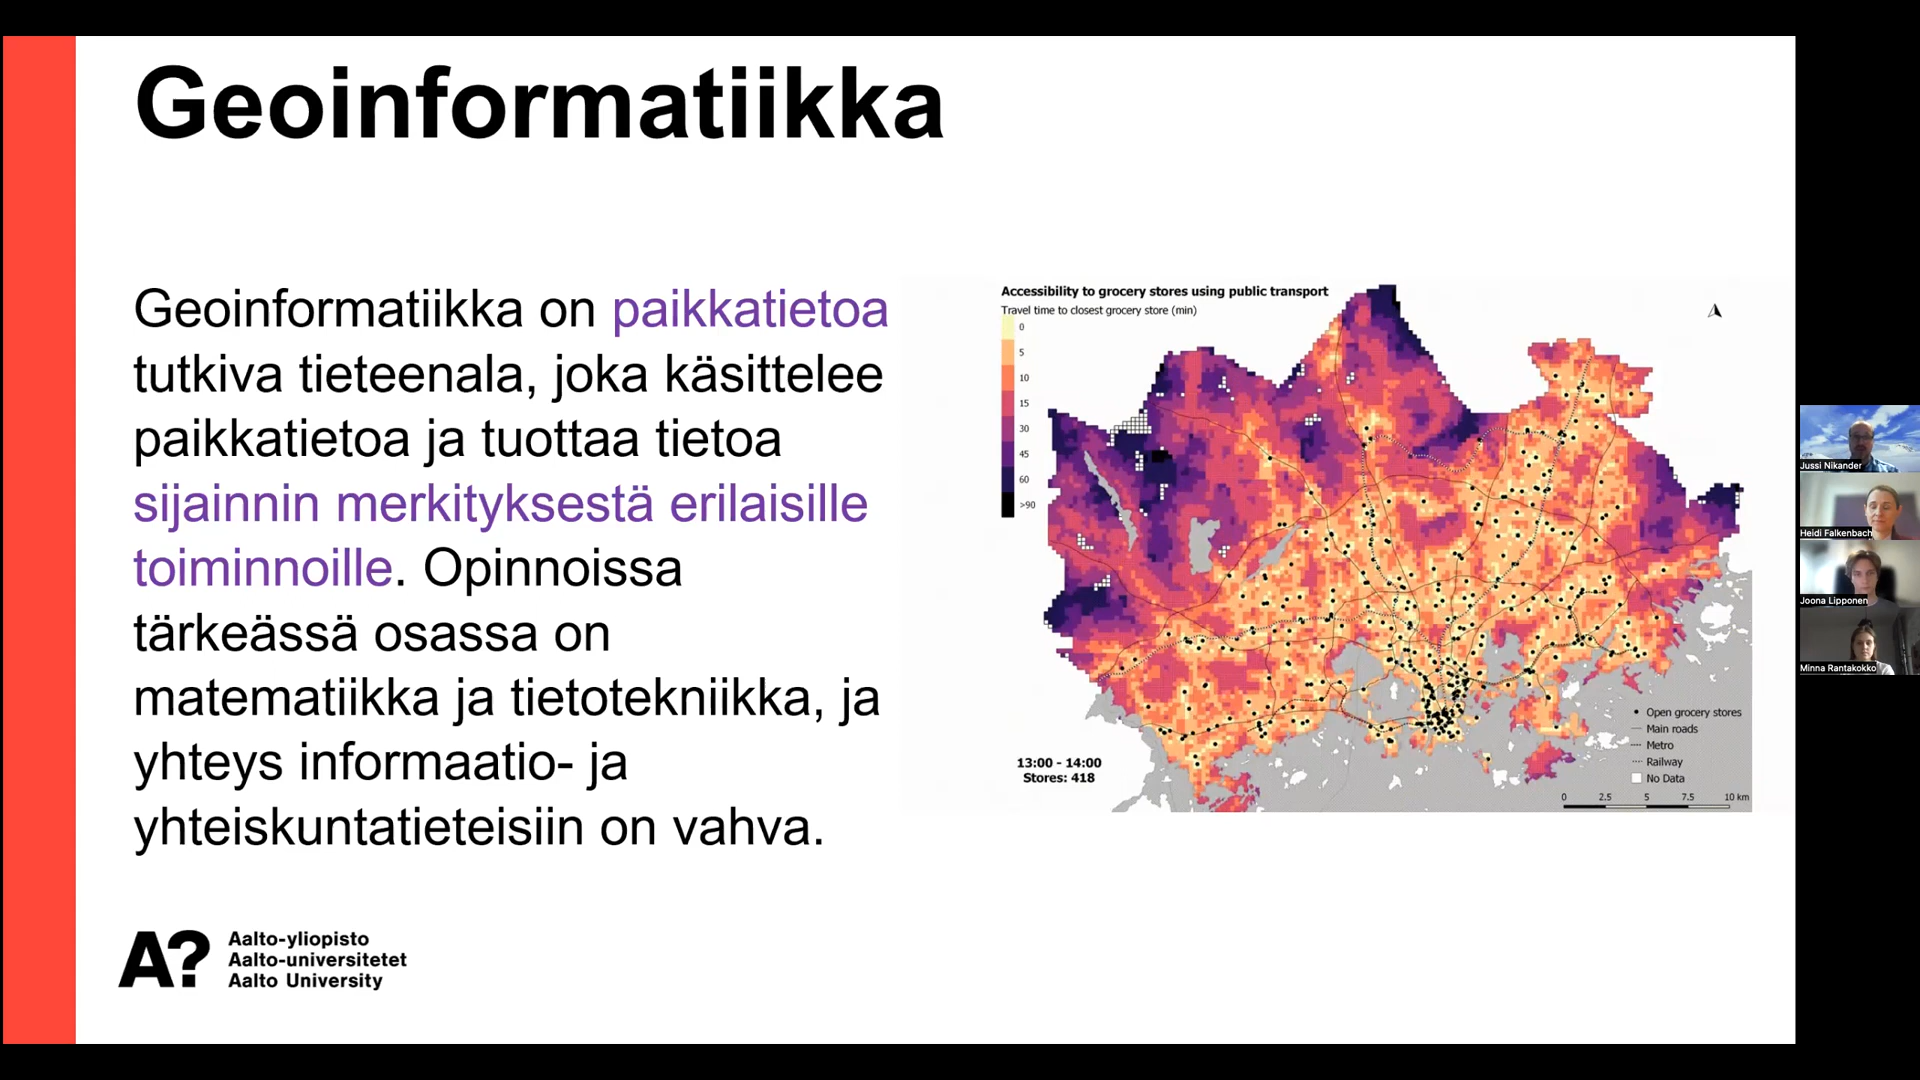 Geoinformatiikka
Geoinformatiikka on paikkatietoa
tutkiva tieteenala, joka käsittelee
paikkatietoa ja tuottaa tietoa
sijainnin merkityksestä erilaisille
toiminnoille. Opinnoissa
tärkeässä osassa on
matematiikka ja tietotekniikka, ja
yhteys informaatio- ja
yhteiskuntatieteisiin on vahva.
Accessibility to grocery stores using public transport
Travel time to closest grocery store (min)
0
5
10
15
30
45
60
>90
13:00 - 14:00
Stores: 418
Open grocery stores
Main roads
Metro
Railway
No Data
0 2.5 5 7.5 10 km
A?
Aalto-yliopisto
Aalto-universitetet
Aalto University
Jussi Nikander
Heidi Falkenbach
Joona Lipponen
Minna Rantakokko